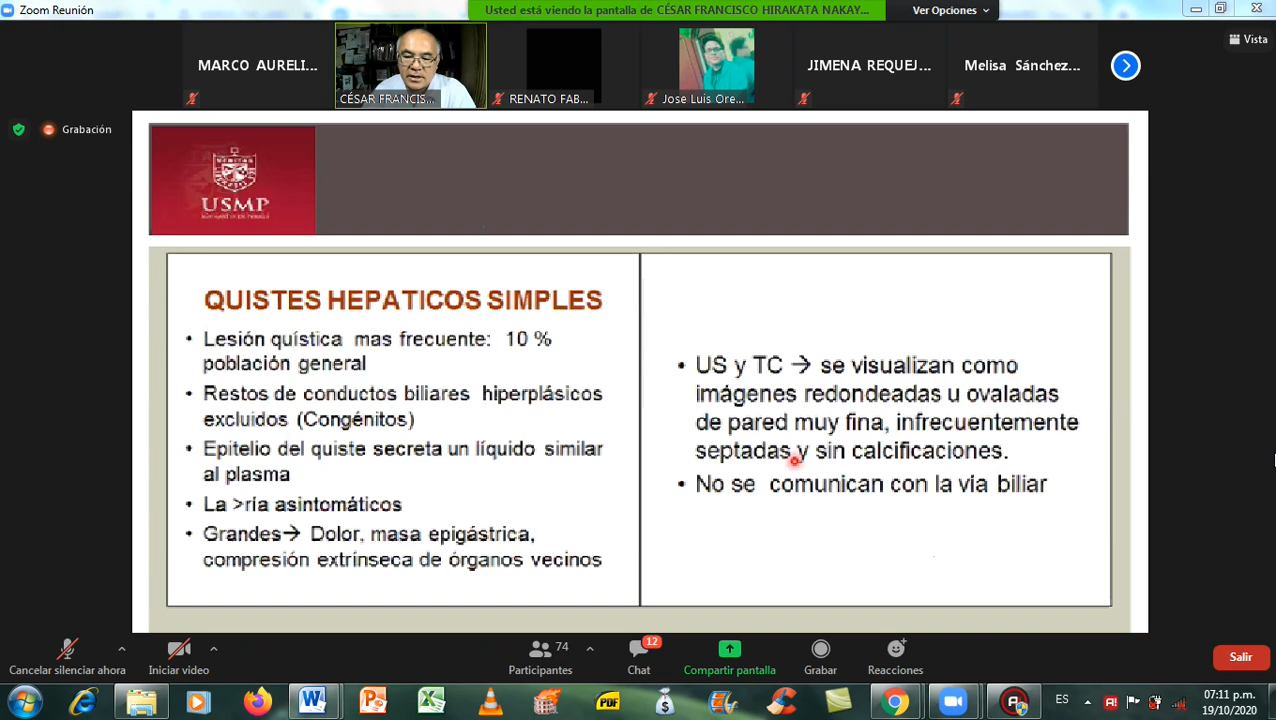 Zoom Reunión
Usted está viendo la pantalla de CÉSAR FRANCISCO HIRAKATA NAKAY...
Ver Opciones
Vista
MARCO AURELI...
CÉSAR FRANCIS...
RENATO FAB...
Jose Luis Ore...
JIMENA REQUEJ...
Melisa Sánchez...
Grabación
USMP
QUISTES HEPATICOS SIMPLES
• Lesión quística mas frecuente: 10 %
población general
• Restos de conductos biliares hiperplásicos
excluidos (Congénitos)
• Epitelio del quiste secreta un líquido similar
al plasma
• La >ría asintomáticos
• Grandes→ Dolor, masa epigástrica,
compresión extrínseca de órganos vecinos
• US y TC → se visualizan como
imágenes redondeadas u ovaladas
de pared muy fina, infrecuentemente
septadas y sin calcificaciones.
• No se comunican con la vía biliar
Cancelar silenciar ahora
Iniciar video
74
Participantes
12
Chat
Compartir pantalla
Grabar
Reacciones
Salir
PDF
ES
07:11 p.m.
19/10/2020